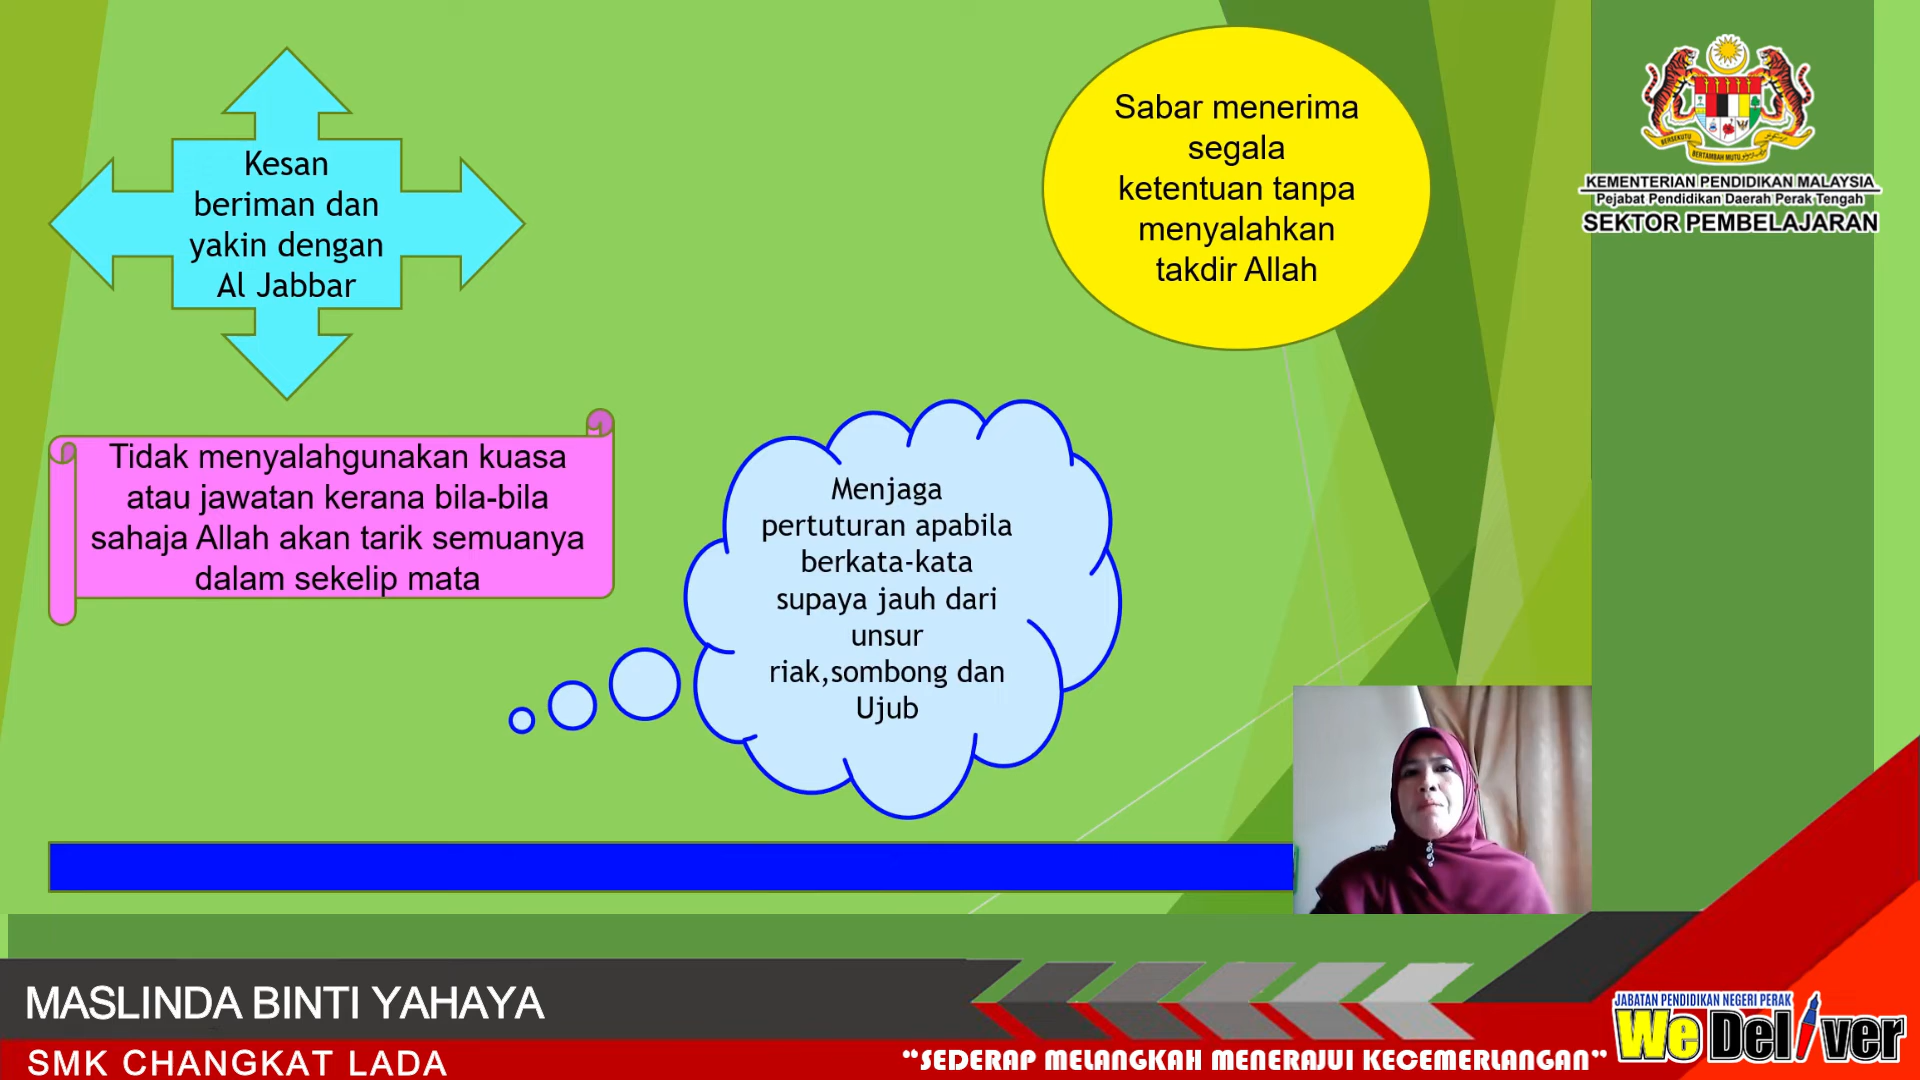 Kesan
beriman dan
yakin dengan
Al Jabbar
Sabar menerima
segala
ketentuan tanpa
menyalahkan
takdir Allah
KEMENTERIAN PENDIDIKAN MALAYSIA
Pejabat Pendidikan Daerah Perak Tengah
SEKTOR PEMBELAJARAN
Tidak menyalahgunakan kuasa
atau jawatan kerana bila-bila
sahaja Allah akan tarik semuanya
dalam sekelip mata
Menjaga
pertuturan apabila
berkata-kata
supaya jauh dari
unsur
riak,sombong dan
Ujub
MASLINDA BINTI YAHAYA
SMK CHANGKAT LADA
"SEDERAP MELANGKAH MENERAJUI KECEMERLANGAN"
JABATAN PENDIDIKAN NEGERI PERAK
We Deliver
BERSEKUTU
BERTAMBAH MUTU